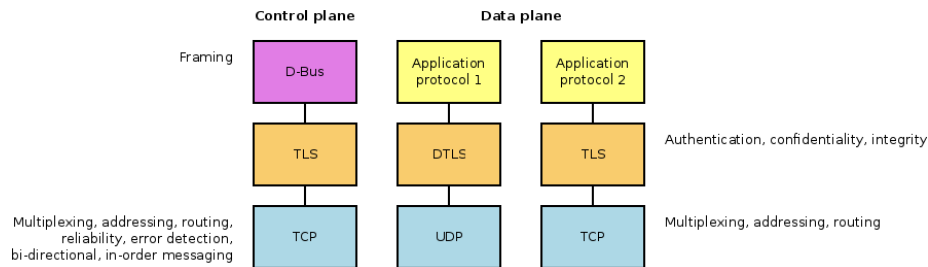 Control plane
Data plane
Framing
D-Bus
Application
protocol 1
Application
protocol 2
TLS
DTLS
TLS
Authentication, confidentiality, integrity
Multiplexing, addressing, routing,
reliability, error detection,
bi-directional, in-order messaging
TCP
UDP
TCP
Multiplexing, addressing, routing